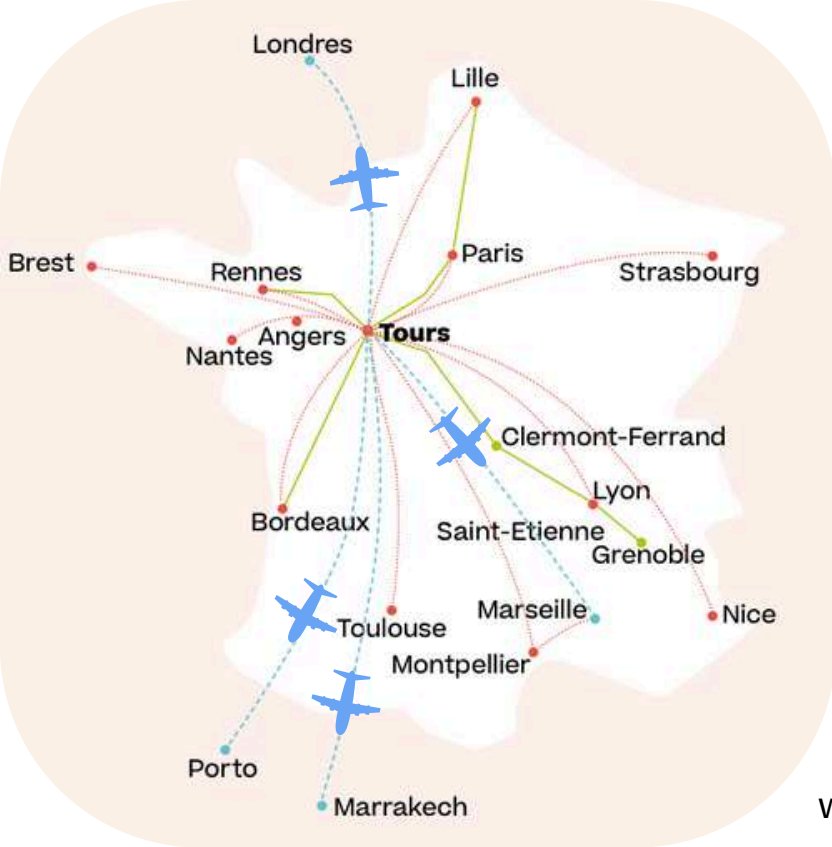 Londres
Lille
Brest
Rennes
Paris
Strasbourg
Angers
Tours
Nantes
Clermont-Ferrand
Lyon
Bordeaux
Saint-Etienne
Grenoble
Marseille
Nice
Toulouse
Montpellier
Porto
Marrakech